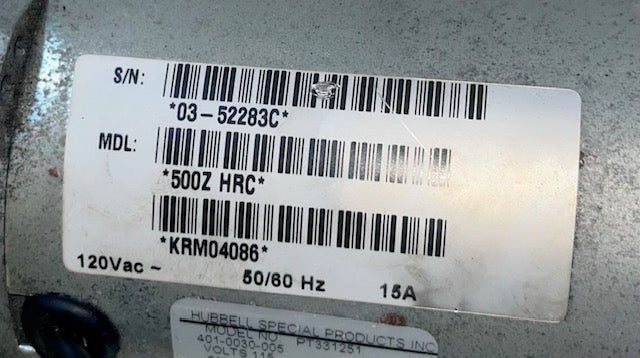 S/N:
*03-52283C*
MDL:
*500Z HRC*
*KRM04086*
120Vac ~ 50/60 Hz 15A
HUBBELL SPECIAL PRODUCTS INC
MODEL NO PT331251
401-0030-005
VOLTS 115